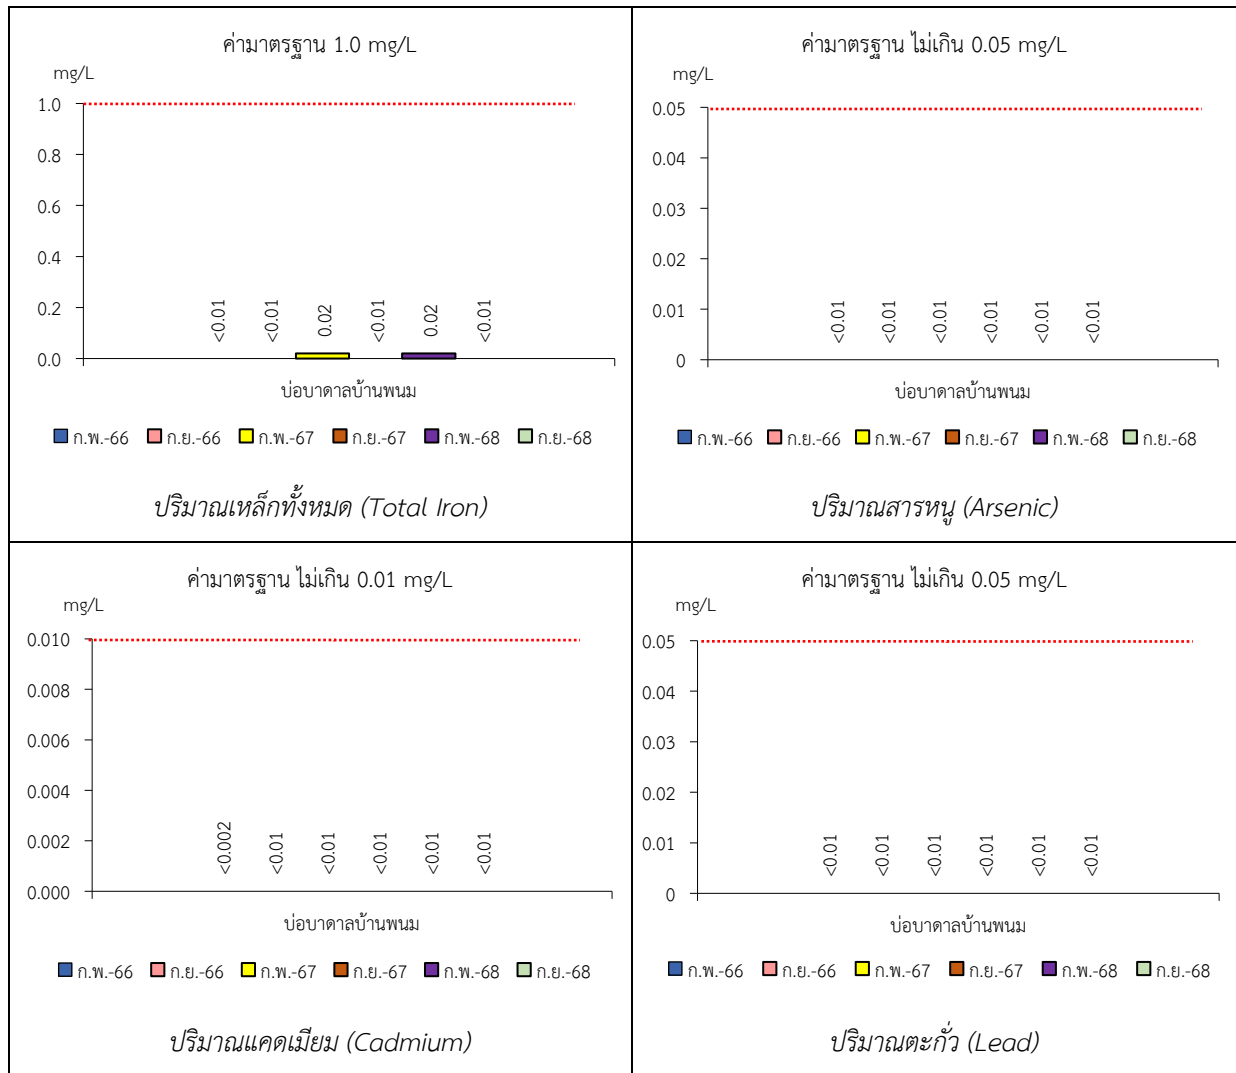 ค่ามาตรฐาน 1.0 mg/L
mg/L
1.0
0.8
0.6
0.4
0.2
0.0
<0.01 <0.01 0.02 <0.01 0.02 <0.01
บ่อบาดาลบ้านพนม
ก.พ.-66 ก.ย.-66 ก.พ.-67 ก.ย.-67 ก.พ.-68 ก.ย.-68
ปริมาณเหล็กทั้งหมด (Total Iron)
ค่ามาตรฐาน ไม่เกิน 0.05 mg/L
mg/L
0.05
0.04
0.03
0.02
0.01
0
<0.01 <0.01 <0.01 <0.01 <0.01 <0.01
บ่อบาดาลบ้านพนม
ก.พ.-66 ก.ย.-66 ก.พ.-67 ก.ย.-67 ก.พ.-68 ก.ย.-68
ปริมาณสารหนู (Arsenic)
ค่ามาตรฐาน ไม่เกิน 0.01 mg/L
mg/L
0.010
0.008
0.006
0.004
0.002
0.000
<0.002 <0.01 <0.01 <0.01 <0.01 <0.01
บ่อบาดาลบ้านพนม
ก.พ.-66 ก.ย.-66 ก.พ.-67 ก.ย.-67 ก.พ.-68 ก.ย.-68
ปริมาณแคดเมียม (Cadmium)
ค่ามาตรฐาน ไม่เกิน 0.05 mg/L
mg/L
0.05
0.04
0.03
0.02
0.01
0
<0.01 <0.01 <0.01 <0.01 <0.01 <0.01
บ่อบาดาลบ้านพนม
ก.พ.-66 ก.ย.-66 ก.พ.-67 ก.ย.-67 ก.พ.-68 ก.ย.-68
ปริมาณตะกั่ว (Lead)